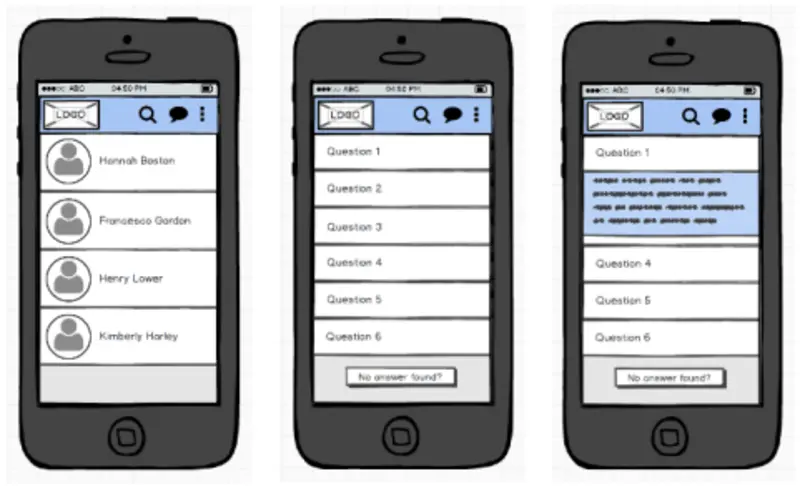 ABC 04:50 PM
LOGO
Hannah Boston
Francesco Gordon
Henry Lower
Kimberly Harley
ABC 04:50 PM
LOGO
Question 1
Question 2
Question 3
Question 4
Question 5
Question 6
No answer found?
ABC 04:50 PM
LOGO
Question 1
Question 4
Question 5
Question 6
No answer found?